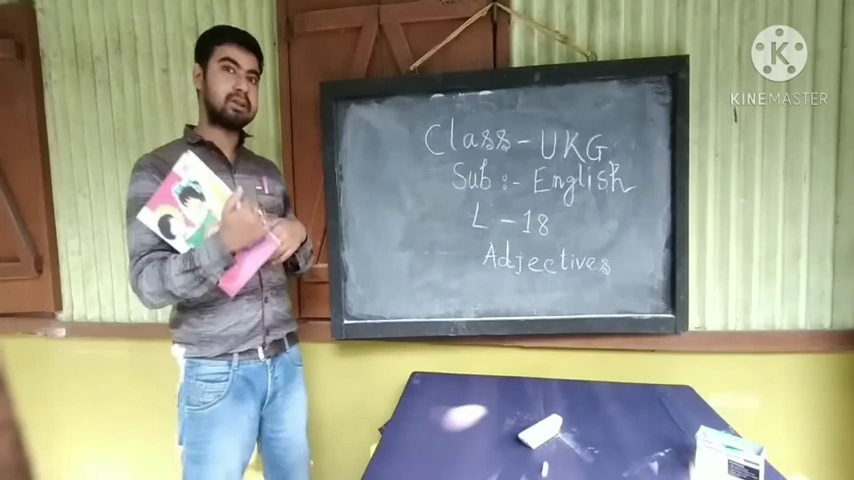 Class - UKG
Sub :- English
L - 18
Adjectives
KINEMASTER